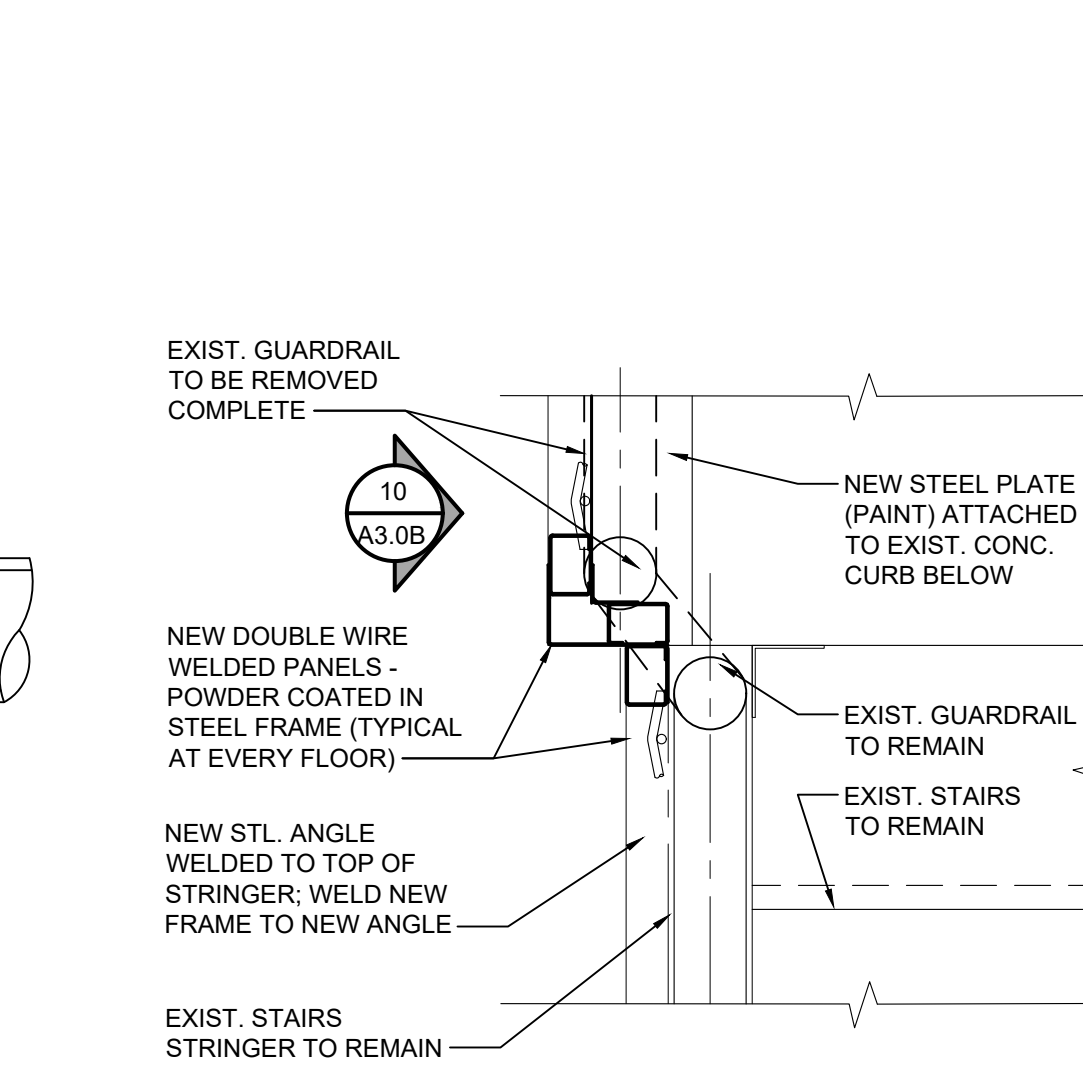 EXIST. GUARDRAIL
TO BE REMOVED
COMPLETE
10
A3.0B
NEW STEEL PLATE
(PAINT) ATTACHED
TO EXIST. CONC.
CURB BELOW
NEW DOUBLE WIRE
WELDED PANELS -
POWDER COATED IN
STEEL FRAME (TYPICAL
AT EVERY FLOOR)
EXIST. GUARDRAIL
TO REMAIN
EXIST. STAIRS
TO REMAIN
NEW STL. ANGLE
WELDED TO TOP OF
STRINGER; WELD NEW
FRAME TO NEW ANGLE
EXIST. STAIRS
STRINGER TO REMAIN